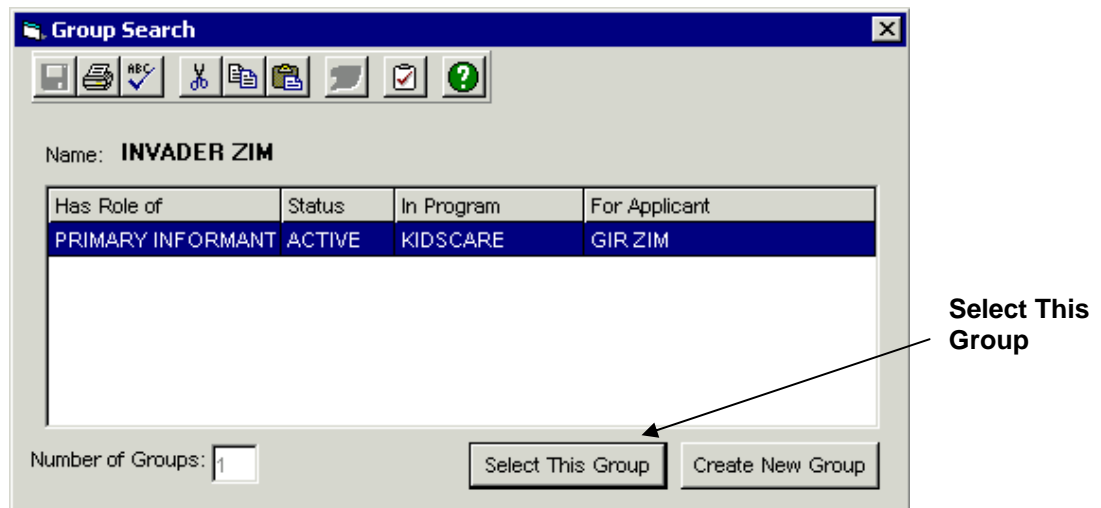 Group Search
ABC
Name: INVADER ZIM
Has Role of Status In Program For Applicant
PRIMARY INFORMANT ACTIVE KIDSCARE GIR ZIM
Select This
Group
Number of Groups: 1
Select This Group Create New Group